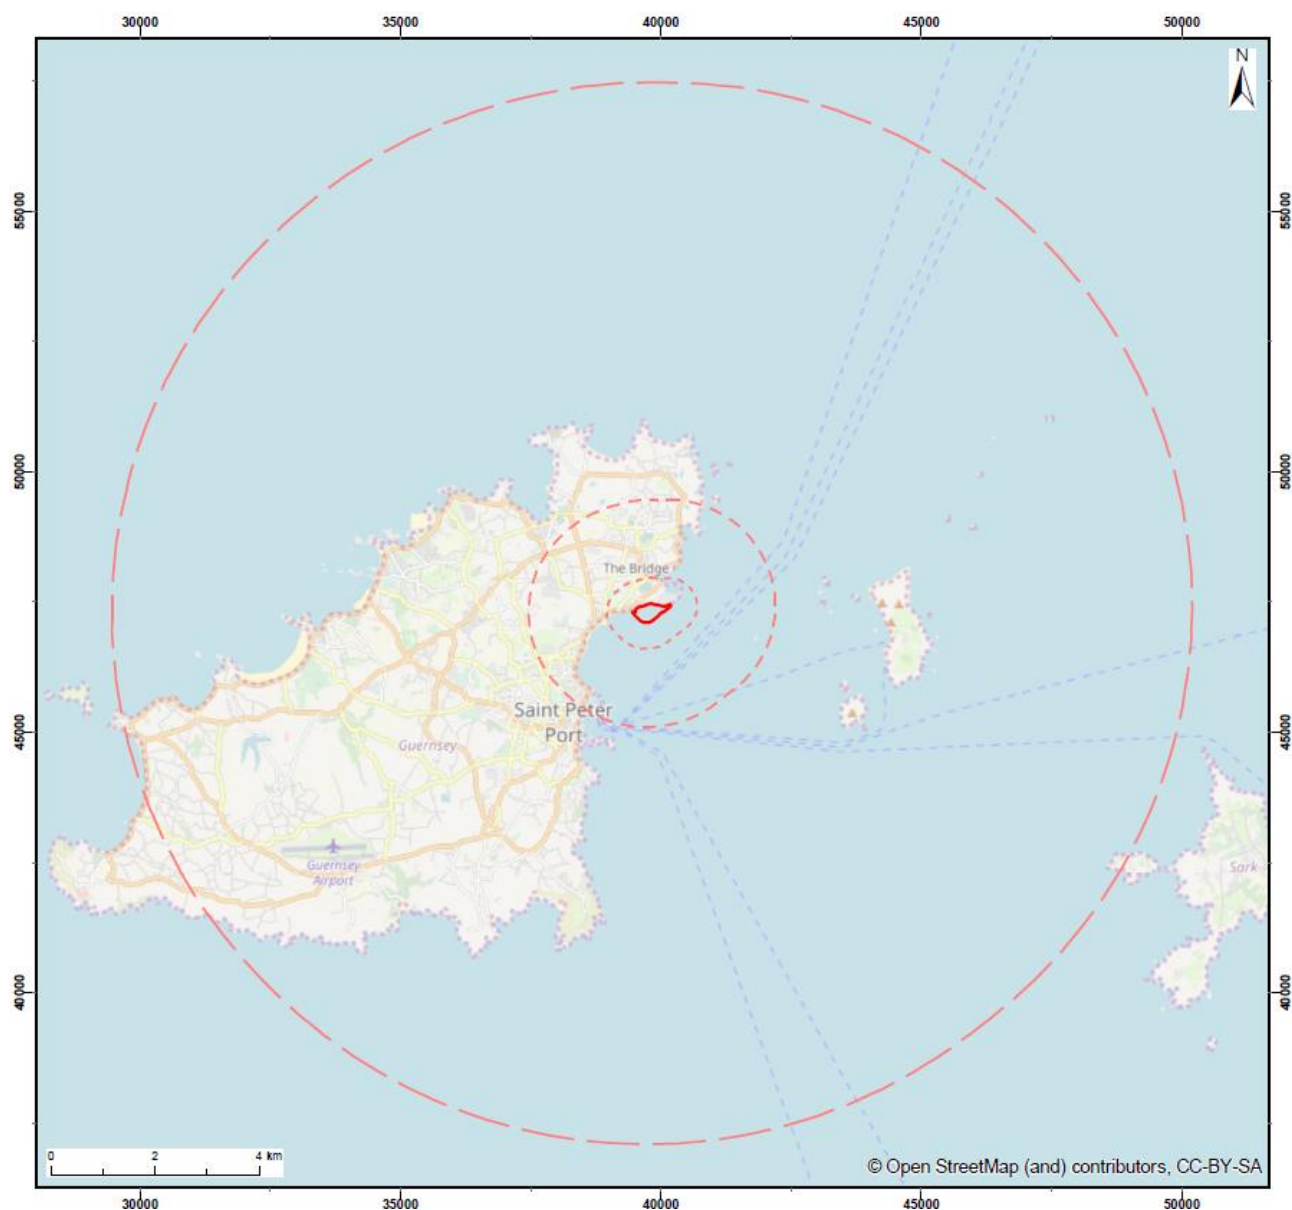 30000 35000 40000 45000 50000
N
55000 55000
50000 50000
The Bridge
Saint Peter
Port
45000 45000
Guernsey
Guernsey
Airport
Sark
40000 40000
0 2 4 km
© Open StreetMap (and) contributors, CC-BY-SA
30000 35000 40000 45000 50000